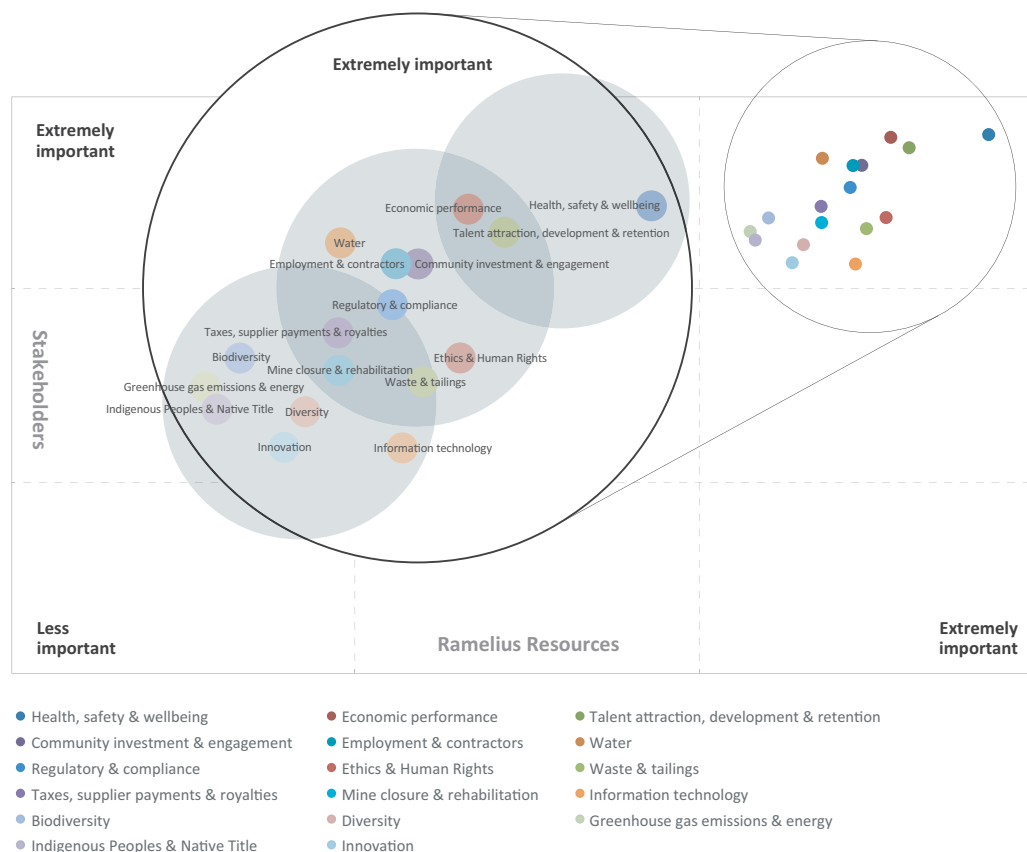 Extremely important
Extremely
important
Economic performance
Health, safety & wellbeing
Talent attraction, development & retention
Water
Employment & contractors
Community investment & engagement
Regulatory & compliance
Taxes, supplier payments & royalties
Biodiversity
Ethics & Human Rights
Mine closure & rehabilitation
Waste & tailings
Greenhouse gas emissions & energy
Indigenous Peoples & Native Title
Diversity
Innovation
Information technology
Stakeholders
Less
important
Ramelius Resources
Extremely
important
Health, safety & wellbeing
Economic performance
Talent attraction, development & retention
Community investment & engagement
Employment & contractors
Water
Regulatory & compliance
Ethics & Human Rights
Waste & tailings
Taxes, supplier payments & royalties
Mine closure & rehabilitation
Information technology
Biodiversity
Diversity
Greenhouse gas emissions & energy
Indigenous Peoples & Native Title
Innovation